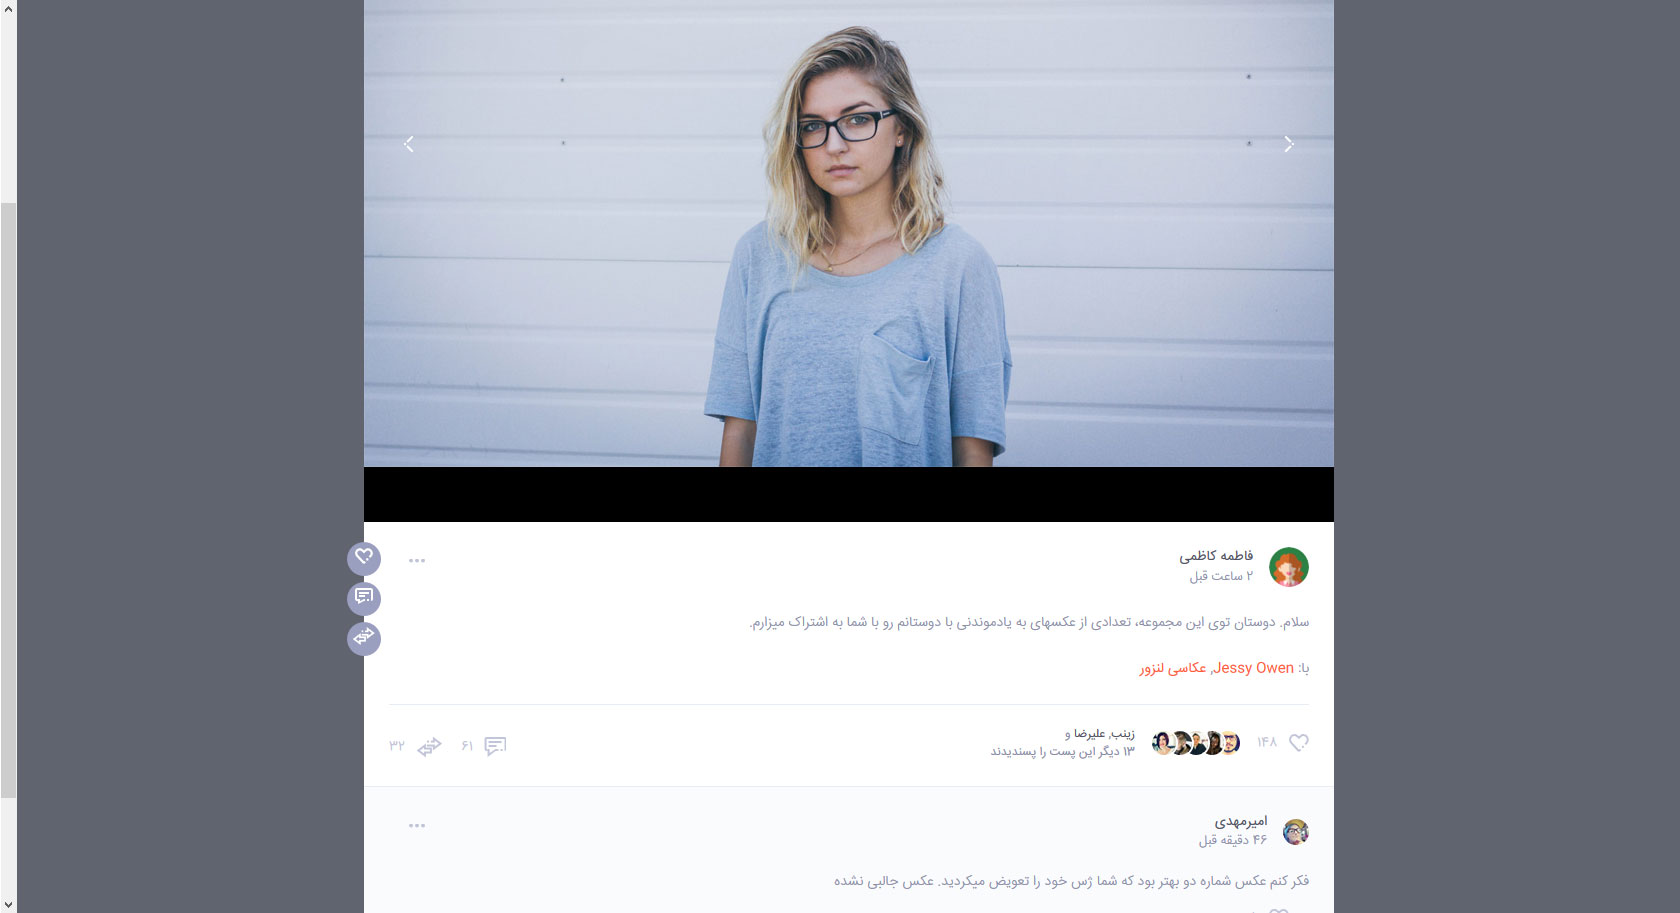 فاطمه کاظمی
۲ ساعت قبل
سلام. دوستان توی این مجموعه، تعدادی از عکسهای به یادموندنی با دوستانم رو با شما به اشتراک میزارم.
با: Jessy Owen, عکاسی لنزور
۱۴۸
زینب, علیرضا و
۱۳ دیگر این پست را پسندیدند
۶۱
۳۲
امیرمهدی
۴۶ دقیقه قبل
فکر کنم عکس شماره دو بهتر بود که شما ژس خود را تعویض میکردید. عکس جالبی نشده